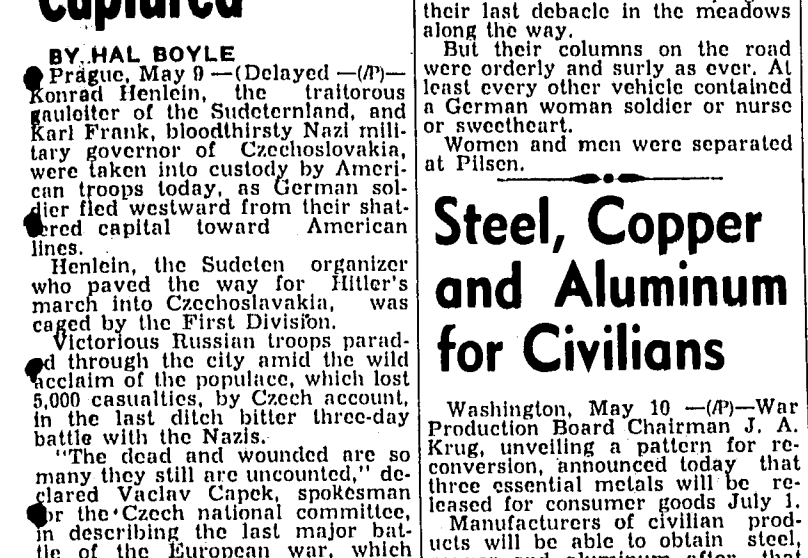 captured
BY HAL BOYLE
Prague, May 9 —(Delayed —(AP)—
Konrad Henlein, the traitorous
gauleiter of the Sudeternland, and
Karl Frank, bloodthirsty Nazi mili-
tary governor of Czechoslovakia,
were taken into custody by Ameri-
can troops today, as German sol-
dier fled westward from their shat-
ered capital toward American
lines.
Henlein, the Sudeten organizer
who paved the way for Hitler's
march into Czechoslavakia, was
caged by the First Division.
Victorious Russian troops parad-
ed through the city amid the wild
acclaim of the populace, which lost
5,000 casualties, by Czech account,
in the last ditch bitter three-day
battle with the Nazis.
"The dead and wounded are so
many they still are uncounted," de-
clared Vaclav Capek, spokesman
for the Czech national committee,
in describing the last major bat-
tle of the European war, which
their last debacle in the meadows
along the way.
But their columns on the road
were orderly and surly as ever. At
least every other vehicle contained
a German woman soldier or nurse
or sweetheart.
Women and men were separated
at Pilsen.
Steel, Copper
and Aluminum
for Civilians
Washington, May 10 —(AP)—War
Production Board Chairman J. A.
Krug, unveiling a pattern for re-
conversion, announced today that
three essential metals will be re-
leased for consumer goods July 1.
Manufacturers of civilian prod-
ucts will be able to obtain steel,
and aluminum after the